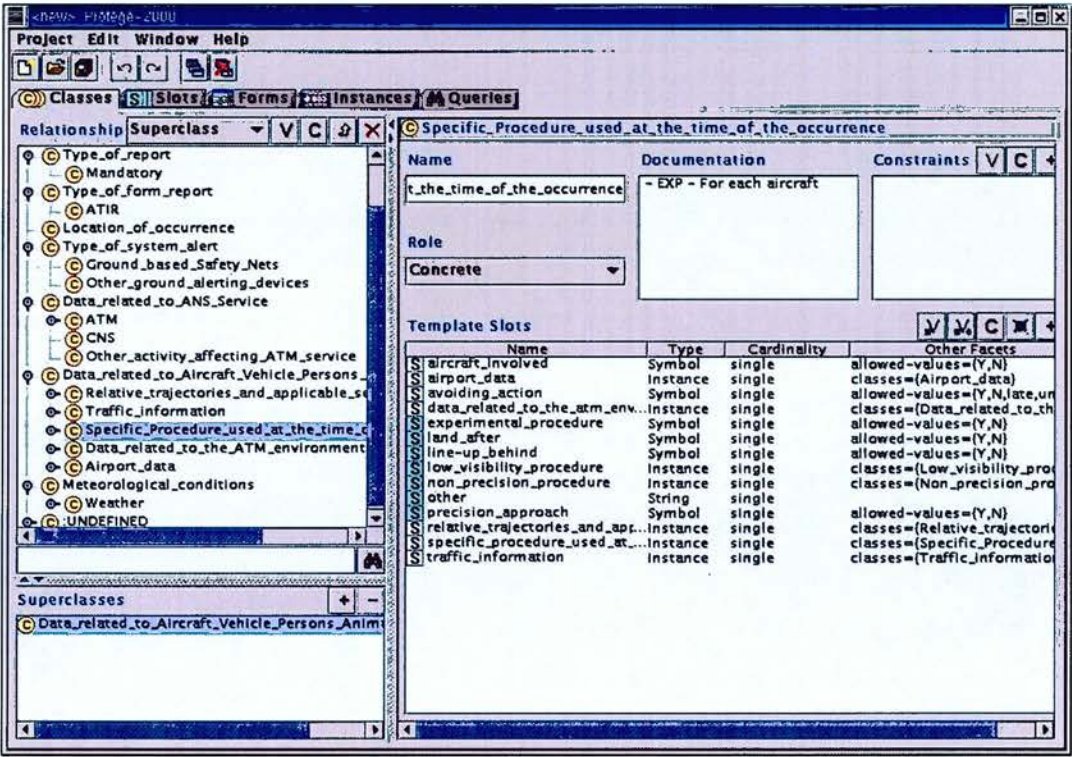 <new> Protégé-2000
Project Edit Window Help
C Classes S Slots Forms Instances Queries
Relationship Superclass V C
C Type_of_report
C Mandatory
C Type_of_form_report
C ATIR
C Location_of_occurrence
C Type_of_system_alert
C Ground_based_Safety_Nets
C Other_ground_alerting_devices
C Data_related_to_ANS_Service
C ATM
C CNS
C Other_activity_affecting_ATM_service
C Data_related_to_Aircraft_Vehicle_Persons_
C Relative_trajectories_and_applicable_se
C Traffic_information
C Specific_Procedure_used_at_the_time_c
C Data_related_to_the_ATM_environment
C Airport_data
C Meteorological_conditions
C Weather
C :UNDEFINED
Superclasses + -
C Data_related_to_Aircraft_Vehicle_Persons_Anim
C Specific_Procedure_used_at_the_time_of_the_occurrence
Name Documentation Constraints V C +
t_the_time_of_the_occurrence - EXP - For each aircraft
Role
Concrete
Template Slots V V C +
Name Type Cardinality Other Facets
S aircraft_involved Symbol single allowed-values={Y,N}
S airport_data Instance single classes={Airport_data}
S avoiding_action Symbol single allowed-values={Y,N,late,un
S data_related_to_the_atm_env... Instance single classes={Data_related_to_th
S experimental_procedure Symbol single allowed-values={Y,N}
S land_after Symbol single allowed-values={Y,N}
S line-up_behind Symbol single allowed-values={Y,N}
S low_visibility_procedure Instance single classes={Low_visibility_pro
S non_precision_procedure Instance single classes={Non_precision_pro
S other String single
S precision_approach Symbol single allowed-values={Y,N}
S relative_trajectories_and_app... Instance single classes={Relative_trajectori
S specific_procedure_used_at_... Instance single classes={Specific_Procedure
S traffic_information Instance single classes={Traffic_informatio